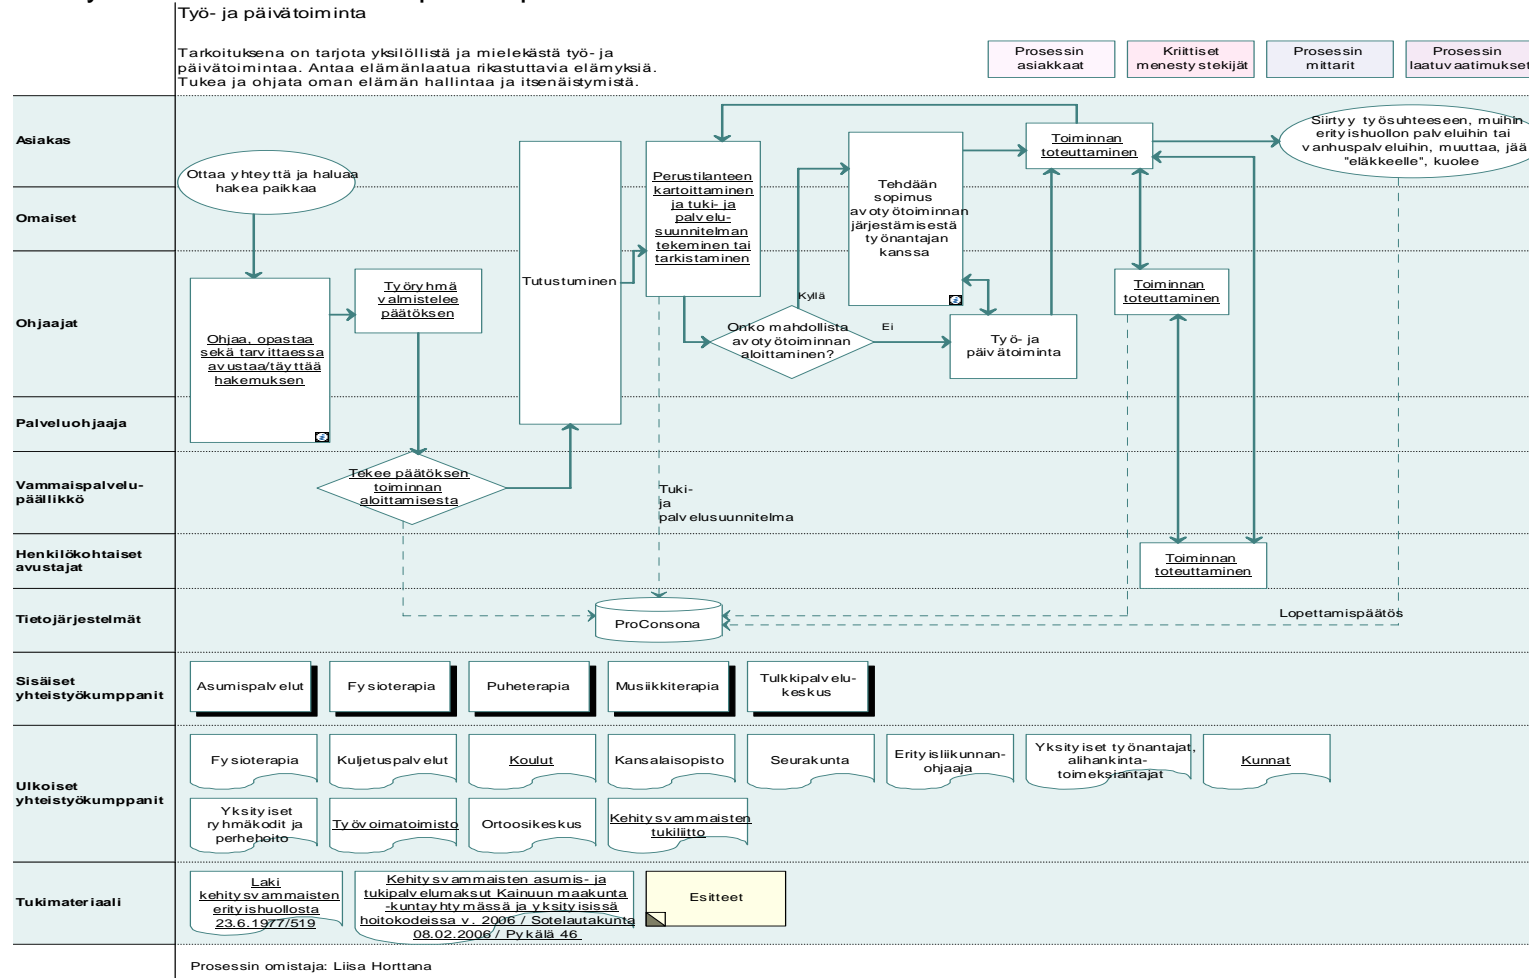 Työ- ja päivätoiminta
Tarkoituksena on tarjota yksilöllistä ja mielekästä työ- ja
päivätoimintaa. Antaa elämänlaatua rikastuttavia elämyksiä.
Tukea ja ohjata oman elämän hallintaa ja itsenäistymistä.
Prosessin
asiakkaat
Kriittiset
menestystekijät
Prosessin
mittarit
Prosessin
laatuvaatimukset
Asiakas
Omaiset
Ohjaajat
Palveluohjaaja
Vammaispalvelu-
päällikkö
Henkilökohtaiset
avustajat
Tietojärjestelmät
Sisäiset
yhteistyökumppanit
Ulkoiset
yhteistyökumppanit
Tukimateriaali
Ottaa yhteyttä ja haluaa
hakea paikkaa
Ohjaa, opastaa
sekä tarvittaessa
avustaa/täyttää
hakemuksen
Työryhmä
valmistelee
päätöksen
Tekee päätöksen
toiminnan
aloittamisesta
Tutustuminen
Perustilanteen
kartoittaminen
ja tuki- ja
palvelu-
suunnitelman
tekeminen tai
tarkistaminen
Onko mahdollista
avotyötoiminnan
aloittaminen?
Kyllä
Ei
Tehdään
sopimus
avotyötoiminnan
järjestämisestä
työnantajan
kanssa
Työ- ja
päivätoiminta
Toiminnan
toteuttaminen
Toiminnan
toteuttaminen
Toiminnan
toteuttaminen
Siirtyy työsuhteeseen, muihin
erityishuollon palveluihin tai
vanhuspalveluihin, muuttaa, jää
"eläkkeelle", kuolee
Tuki-
ja
palvelusuunnitelma
Lopettamispäätös
ProConsona
Asumispalvelut
Fysioterapia
Puheterapia
Musiikkiterapia
Tulkkipalvelu-
keskus
Fysioterapia
Kuljetuspalvelut
Koulut
Kansalaisopisto
Seurakunta
Erityisliikunnan-
ohjaaja
Yksityiset työnantajat,
alihankinta-
toimeksiantajat
Kunnat
Yksityiset
ryhmäkodit ja
perhehoito
Työvoimatoimisto
Ortoosikeskus
Kehitysvammaisten
tukiliitto
Laki
kehitysvammaisten
erityishuollosta
23.6.1977/519
Kehitysvammaisten asumis- ja
tukipalvelumaksut Kainuun maakunta
-kuntayhtymässä ja yksityisissä
hoitokodeissa v. 2006 / Sotelautakunta
08.02.2006 / Pykälä 46
Esitteet
Prosessin omistaja: Liisa Horttana